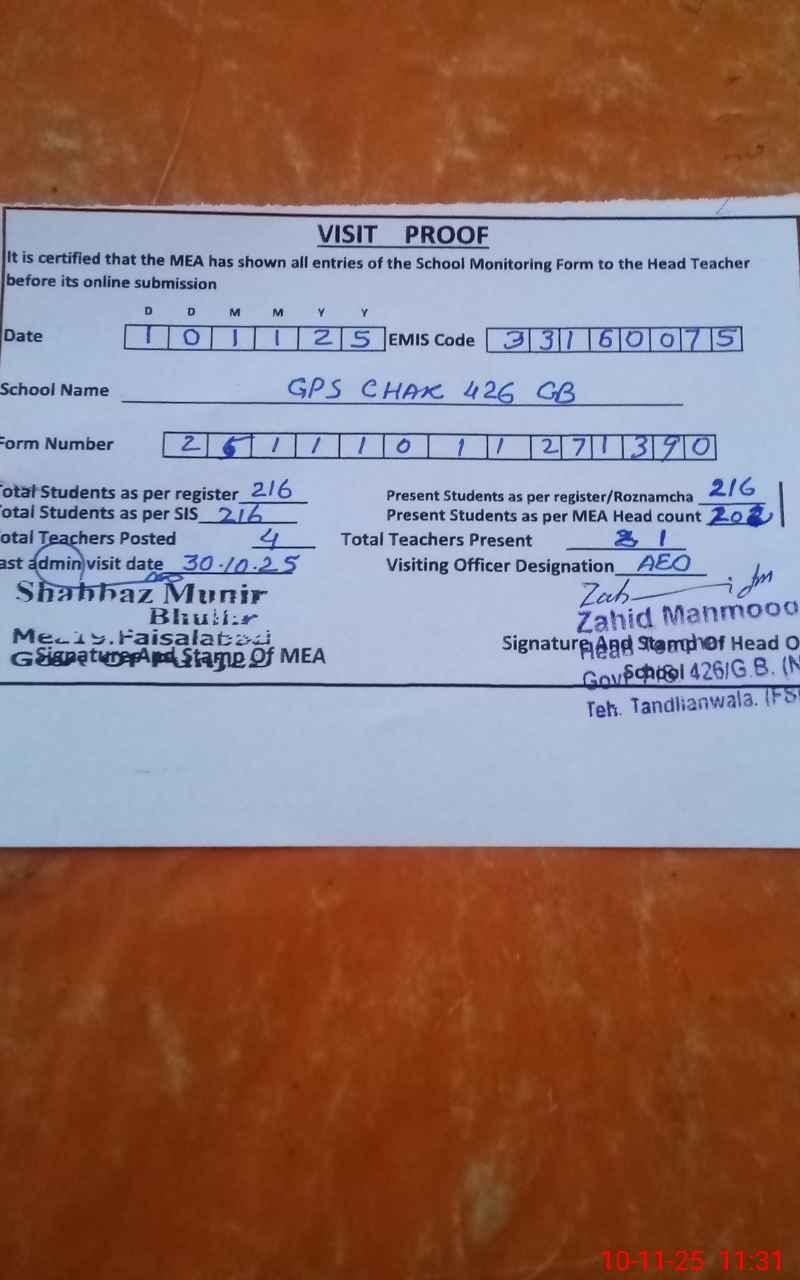 VISIT PROOF
It is certified that the MEA has shown all entries of the School Monitoring Form to the Head Teacher
before its online submission
D D M M Y Y
Date 1 0 1 1 2 5 EMIS Code 3 3 1 6 0 0 7 5
School Name GPS CHAK 426 GB
Form Number 2 5 1 1 1 0 1 1 2 7 1 3 9 0
Total Students as per register 216 Present Students as per register/Roznamcha 216
Total Students as per SIS 216 Present Students as per MEA Head count 202
Total Teachers Posted 4 Total Teachers Present 1
Last admin visit date 30.10.25 Visiting Officer Designation AEO
Shahbaz Munir
Zahid
Faisalabad
Signature And Stamp Of MEA Signature And Stamp Of Head O
School
426/G.B.
Teh. Tandlianwala.
10-11-25 11:31